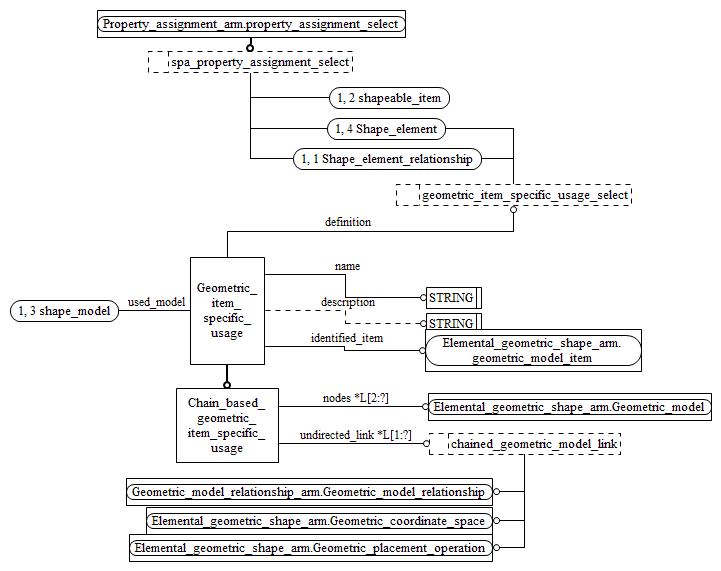 Property_assignment_arm.property_assignment_select
spa_property_assignment_select
1, 2 shapeable_item
1, 4 Shape_element
1, 1 Shape_element_relationship
geometric_item_specific_usage_select
definition
name
Geometric_
item_
specific_
usage
STRING
used_model
1, 3 shape_model
description
STRING
identified_item
Elemental_geometric_shape_arm.
geometric_model_item
Chain_based_
geometric_
item_specific_
usage
nodes *L[2:?]
Elemental_geometric_shape_arm.Geometric_model
undirected_link *L[1:?]
chained_geometric_model_link
Geometric_model_relationship_arm.Geometric_model_relationship
Elemental_geometric_shape_arm.Geometric_coordinate_space
Elemental_geometric_shape_arm.Geometric_placement_operation